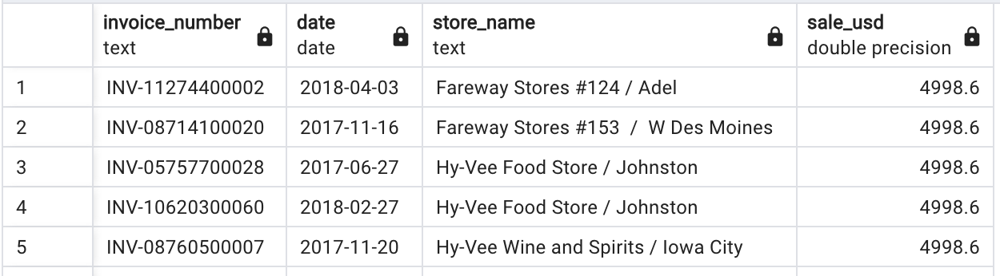 invoice_number date store_name sale_usd
text date text double precision
1 INV-11274400002 2018-04-03 Fareway Stores #124 / Adel 4998.6
2 INV-08714100020 2017-11-16 Fareway Stores #153  /  W Des Moines 4998.6
3 INV-05757700028 2017-06-27 Hy-Vee Food Store / Johnston 4998.6
4 INV-10620300060 2018-02-27 Hy-Vee Food Store / Johnston 4998.6
5 INV-08760500007 2017-11-20 Hy-Vee Wine and Spirits / Iowa City 4998.6